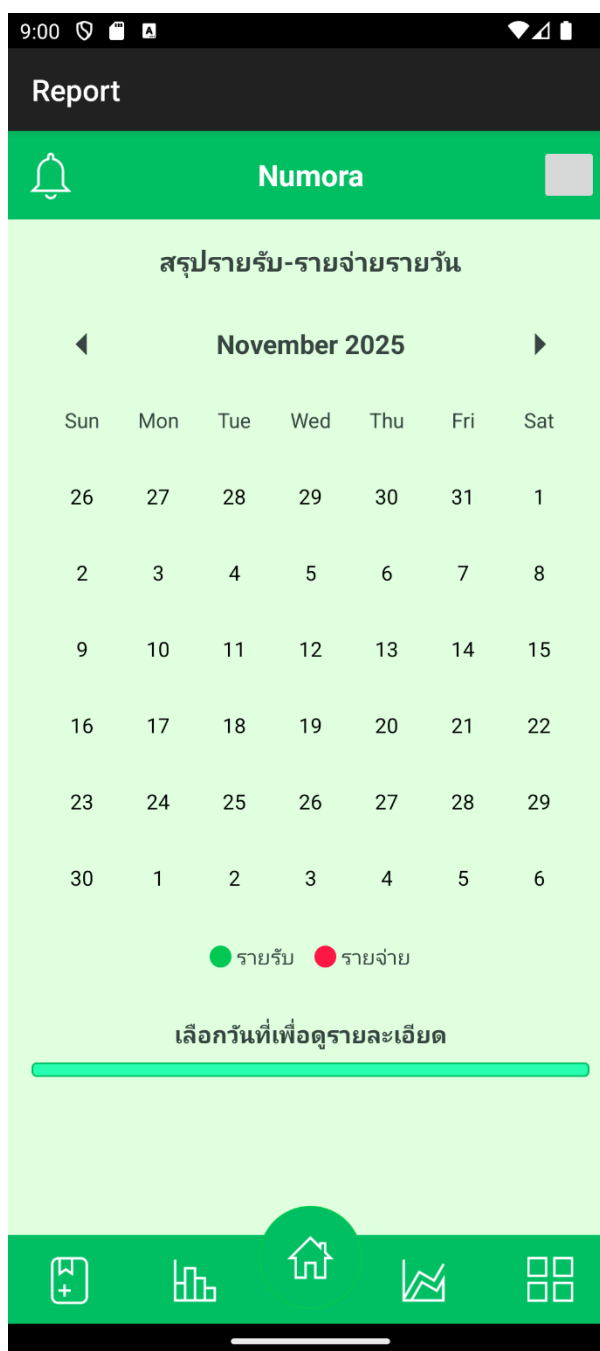 9:00
Report
Numora
สรุปรายรับ-รายจ่ายรายวัน
November 2025
Sun Mon Tue Wed Thu Fri Sat
26 27 28 29 30 31 1
2 3 4 5 6 7 8
9 10 11 12 13 14 15
16 17 18 19 20 21 22
23 24 25 26 27 28 29
30 1 2 3 4 5 6
รายรับ รายจ่าย
เลือกวันที่เพื่อดูรายละเอียด